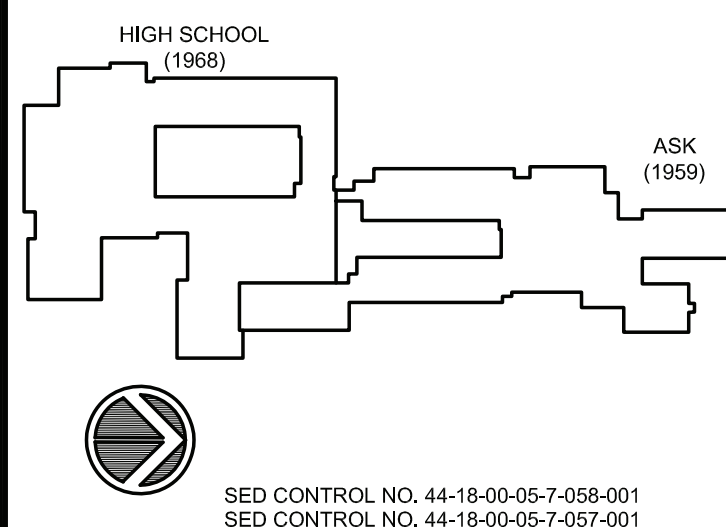 HIGH SCHOOL
(1968)
ASK
(1959)
SED CONTROL NO. 44-18-00-05-7-058-001
SED CONTROL NO. 44-18-00-05-7-057-001